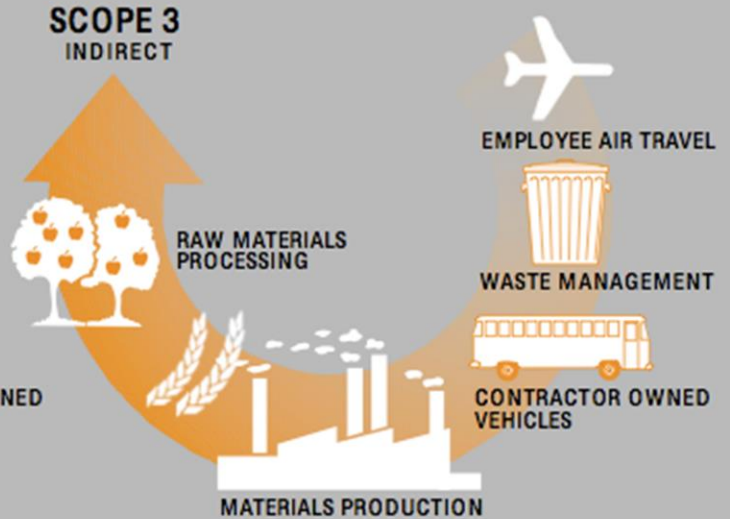 SCOPE 3
INDIRECT
EMPLOYEE AIR TRAVEL
RAW MATERIALS
PROCESSING
WASTE MANAGEMENT
NED
CONTRACTOR OWNED
VEHICLES
MATERIALS PRODUCTION